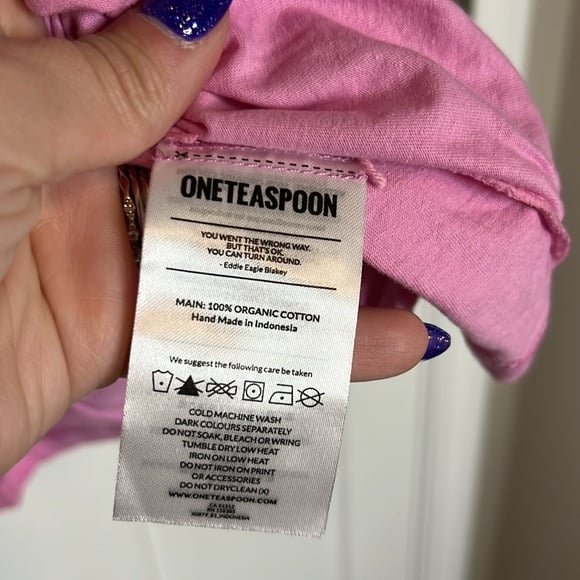 ONETEASPOON
YOU WENT THE WRONG WAY.
BUT THAT'S OK.
YOU CAN TURN AROUND.
- Eddie Eagle Blakey
MAIN: 100% ORGANIC COTTON
Hand Made in Indonesia
We suggest the following care be taken
COLD MACHINE WASH
DARK COLOURS SEPARATELY
DO NOT SOAK, BLEACH OR WRING
TUMBLE DRY LOW HEAT
IRON ON LOW HEAT
DO NOT IRON ON PRINT
OR ACCESSORIES
DO NOT DRYCLEAN (X)
WWW.ONETEASPOON.COM